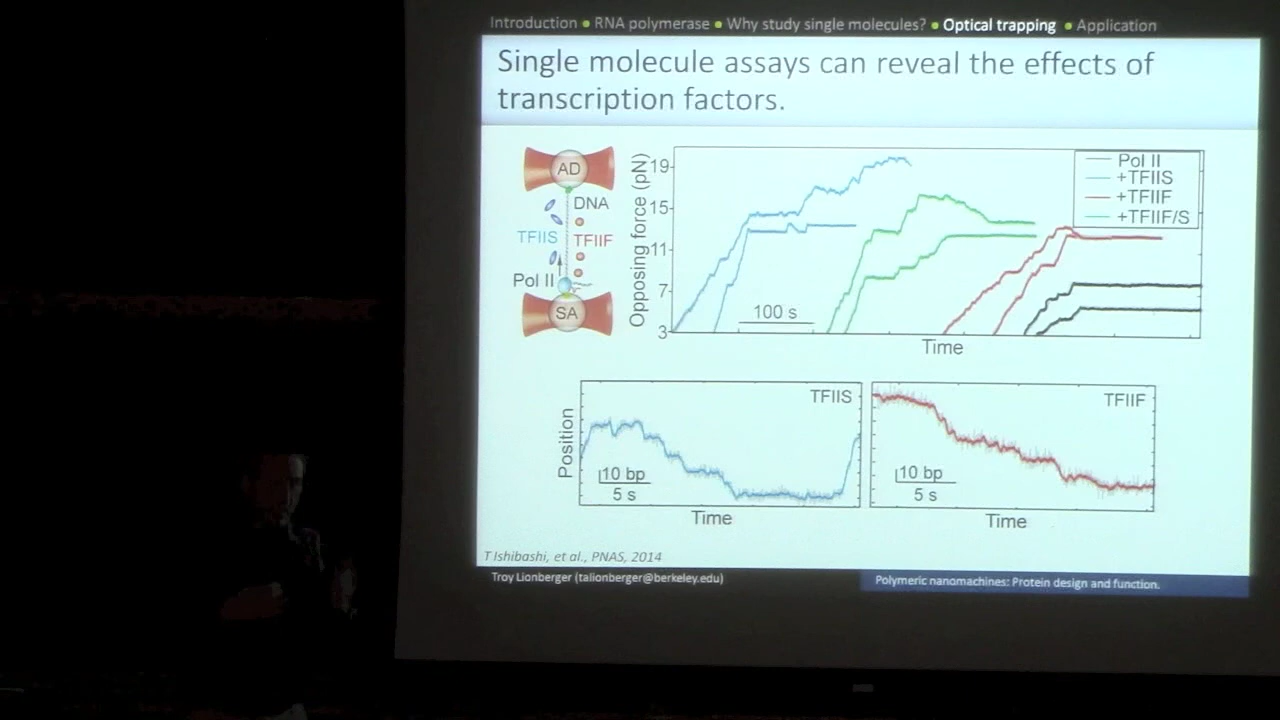 Introduction • RNA polymerase • Why study single molecules? • Optical trapping • Application
Single molecule assays can reveal the effects of
transcription factors.
AD
DNA
TFIIS
TFIIF
Pol II
SA
Opposing force (pN)
19
15
11
7
3
100 s
Time
Pol II
+TFIIS
+TFIIF
+TFIIF/S
Position
TFIIS
10 bp
5 s
Time
TFIIF
10 bp
5 s
Time
T Ishibashi, et al., PNAS, 2014
Troy Lionberger (talionberger@berkeley.edu)
Polymeric nanomachines: Protein design and function.